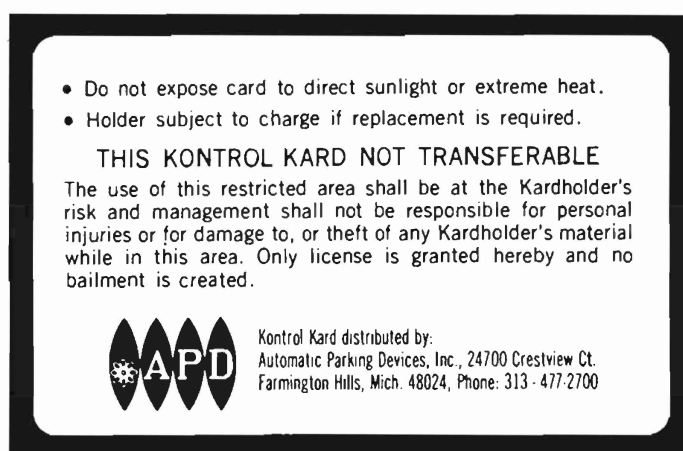 • Do not expose card to direct sunlight or extreme heat.
• Holder subject to charge if replacement is required.
THIS KONTROL KARD NOT TRANSFERABLE
The use of this restricted area shall be at the Kardholder's
risk and management shall not be responsible for personal
injuries or for damage to, or theft of any Kardholder's material
while in this area. Only license is granted hereby and no
bailment is created.
APD
Kontrol Kard distributed by:
Automatic Parking Devices, Inc., 24700 Crestview Ct.
Farmington Hills, Mich. 48024, Phone: 313 - 477-2700